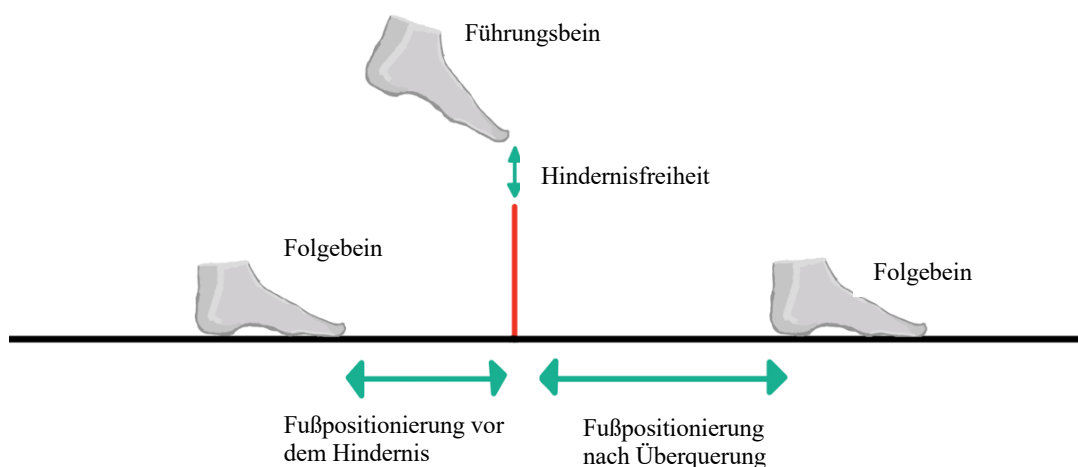 Führungsbein
Hindernisfreiheit
Folgebein
Folgebein
Fußpositionierung vor
dem Hindernis
Fußpositionierung
nach Überquerung